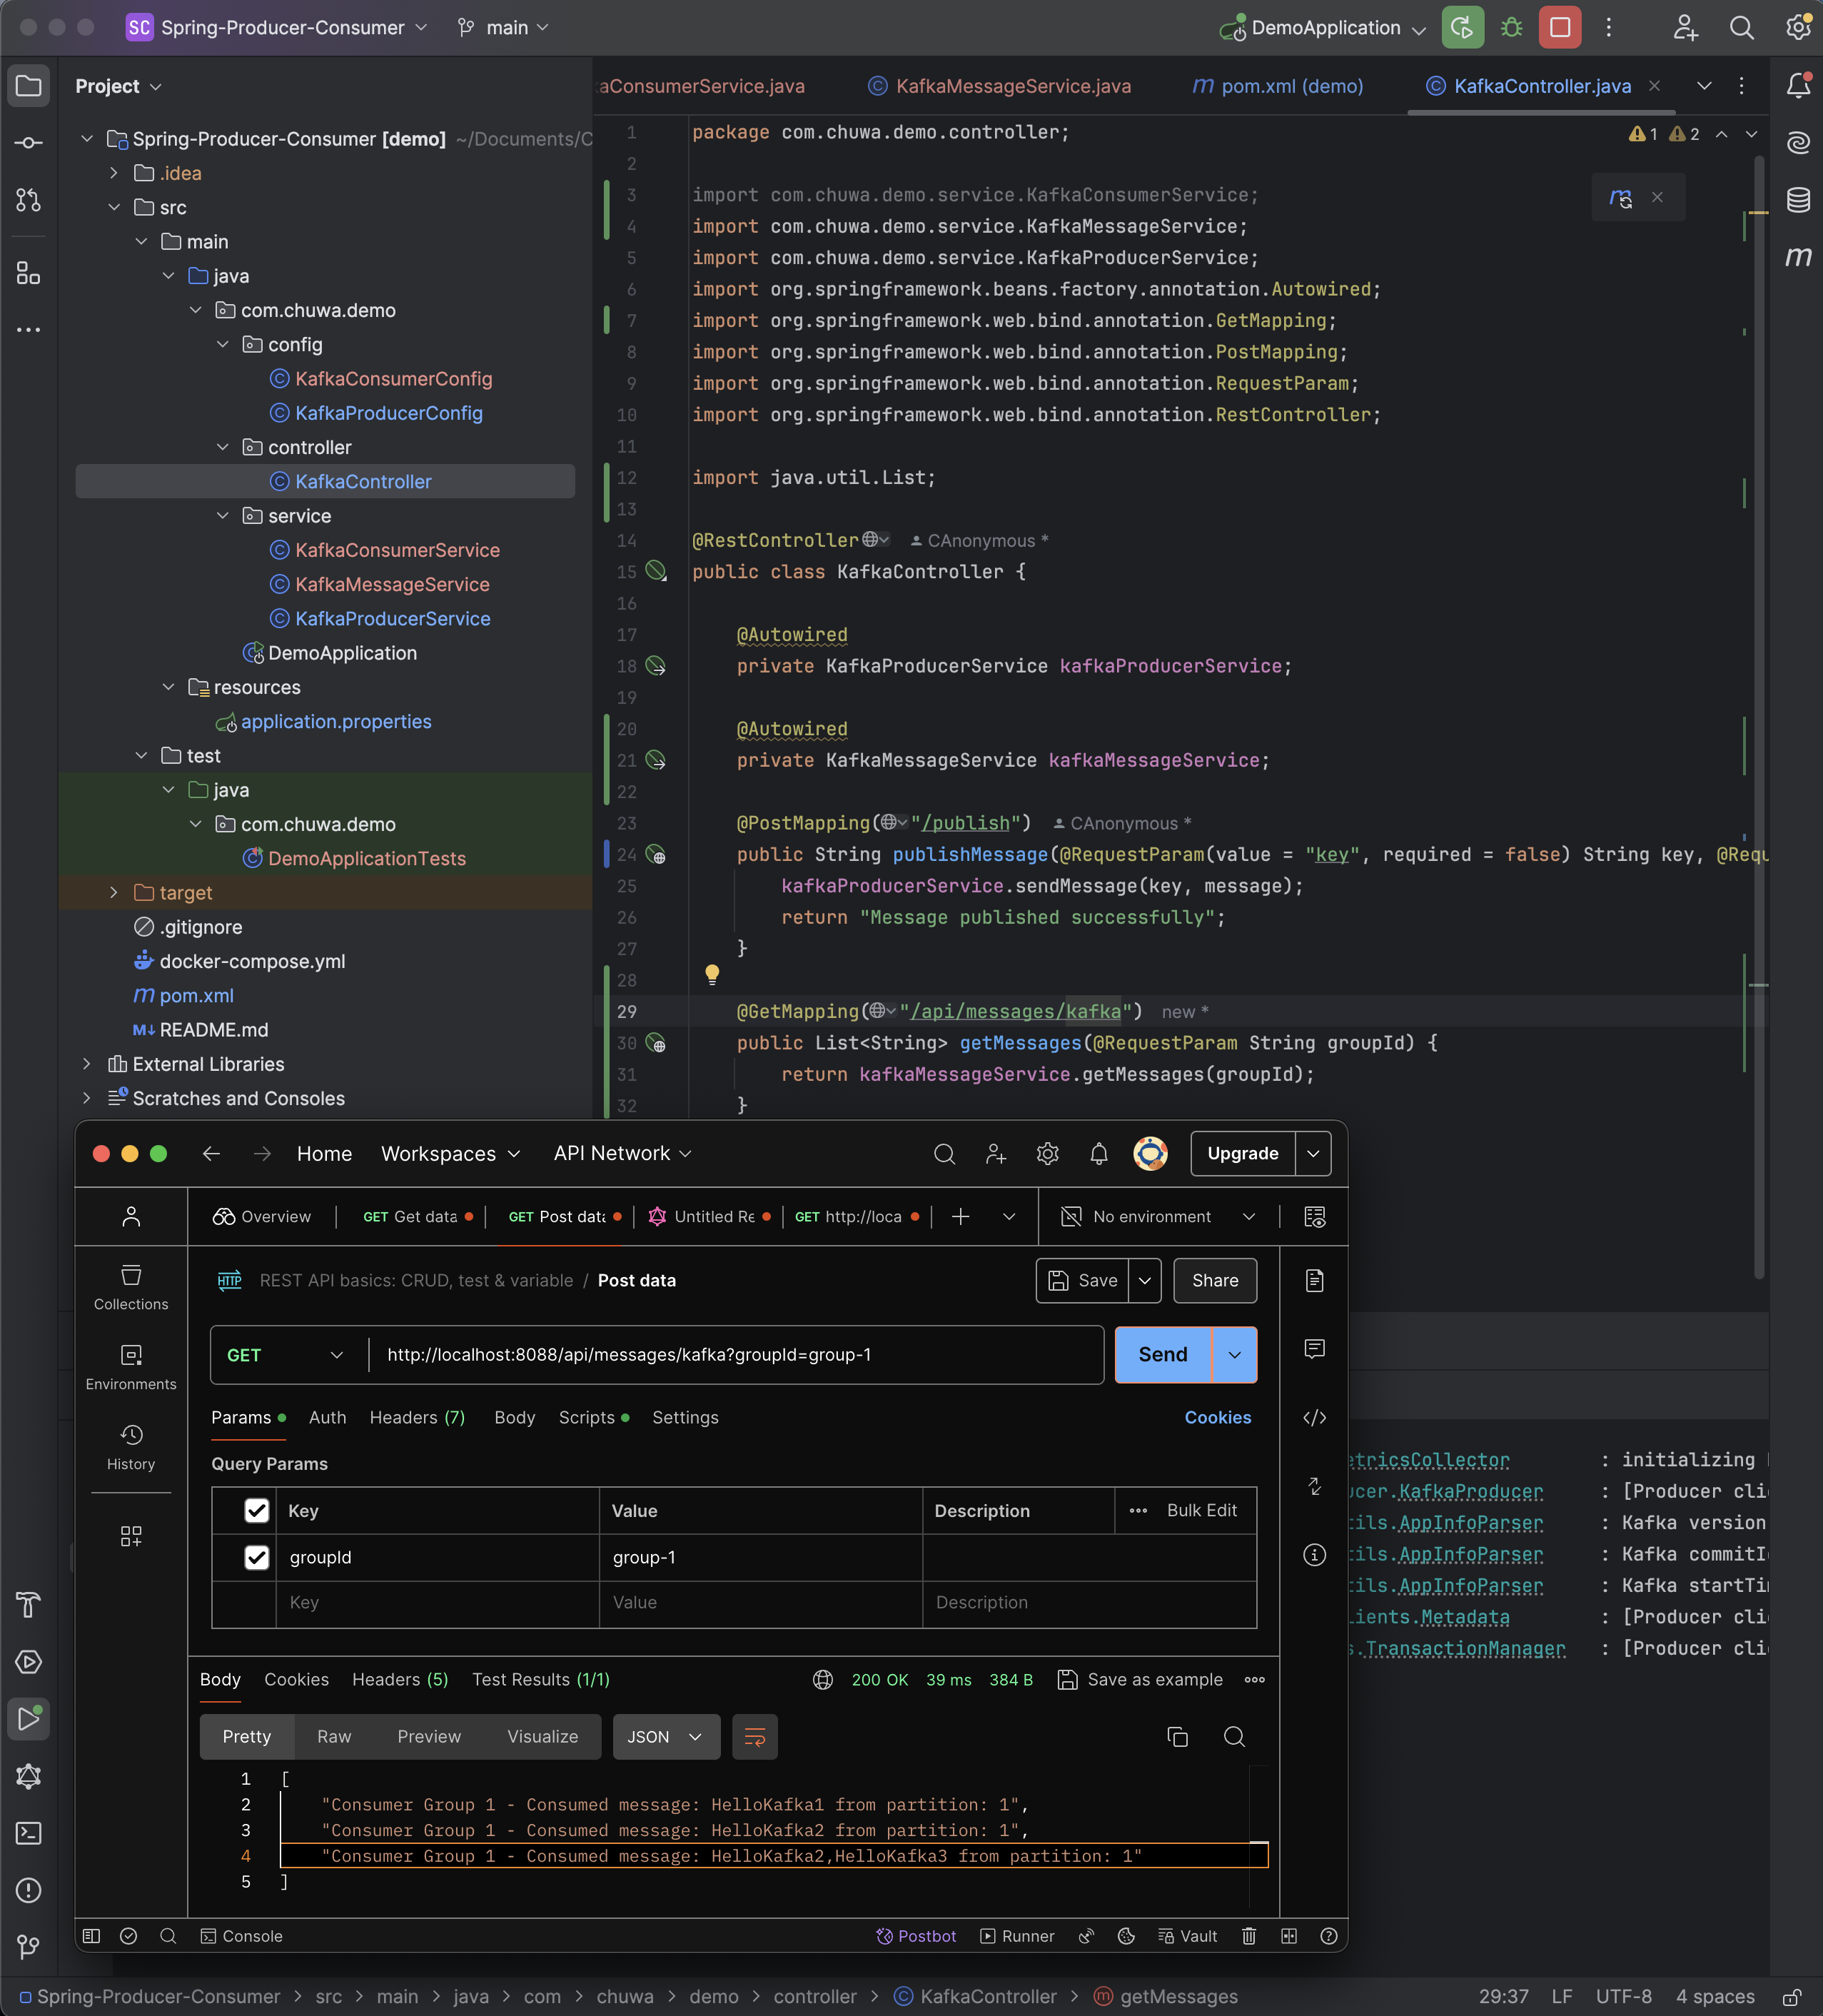 SC Spring-Producer-Consumer main DemoApplication
Project
aConsumerService.java KafkaMessageService.java pom.xml (demo) KafkaController.java
Spring-Producer-Consumer [demo] ~/Documents/C
.idea
src
main
java
com.chuwa.demo
config
KafkaConsumerConfig
KafkaProducerConfig
controller
KafkaController
service
KafkaConsumerService
KafkaMessageService
KafkaProducerService
DemoApplication
resources
application.properties
test
java
com.chuwa.demo
DemoApplicationTests
target
.gitignore
docker-compose.yml
pom.xml
README.md
External Libraries
Scratches and Consoles
1 2
1 package com.chuwa.demo.controller;
2
3 import com.chuwa.demo.service.KafkaConsumerService;
4 import com.chuwa.demo.service.KafkaMessageService;
5 import com.chuwa.demo.service.KafkaProducerService;
6 import org.springframework.beans.factory.annotation.Autowired;
7 import org.springframework.web.bind.annotation.GetMapping;
8 import org.springframework.web.bind.annotation.PostMapping;
9 import org.springframework.web.bind.annotation.RequestParam;
10 import org.springframework.web.bind.annotation.RestController;
11
12 import java.util.List;
13
14 @RestController CAnonymous *
15 public class KafkaController {
16
17 @Autowired
18 private KafkaProducerService kafkaProducerService;
19
20 @Autowired
21 private KafkaMessageService kafkaMessageService;
22
23 @PostMapping("/publish") CAnonymous *
24 public String publishMessage(@RequestParam(value = "key", required = false) String key, @Requ
25 kafkaProducerService.sendMessage(key, message);
26 return "Message published successfully";
27 }
28
29 @GetMapping("/api/messages/kafka") new *
30 public List<String> getMessages(@RequestParam String groupId) {
31 return kafkaMessageService.getMessages(groupId);
32 }
Home Workspaces API Network Upgrade
Overview GET Get data GET Post data Untitled Re GET http://loca No environment
Collections
Environments
History
HTTP REST API basics: CRUD, test & variable / Post data Save Share
GET http://localhost:8088/api/messages/kafka?groupId=group-1 Send
Params Auth Headers (7) Body Scripts Settings Cookies
Query Params
Key Value Description Bulk Edit
groupId group-1
Key Value Description
Body Cookies Headers (5) Test Results (1/1) 200 OK 39 ms 384 B Save as example
Pretty Raw Preview Visualize JSON
1 [
2 "Consumer Group 1 - Consumed message: HelloKafka1 from partition: 1",
3 "Consumer Group 1 - Consumed message: HelloKafka2 from partition: 1",
4 "Consumer Group 1 - Consumed message: HelloKafka2,HelloKafka3 from partition: 1"
5 ]
Console Postbot Runner Vault
etricsCollector : initializing
ucer.KafkaProducer : [Producer cli
tils.AppInfoParser : Kafka version
tils.AppInfoParser : Kafka commitI
tils.AppInfoParser : Kafka startTi
lients.Metadata : [Producer cli
s.TransactionManager : [Producer cli
Spring-Producer-Consumer > src > main > java > com > chuwa > demo > controller > KafkaController > getMessages 29:37 LF UTF-8 4 spaces